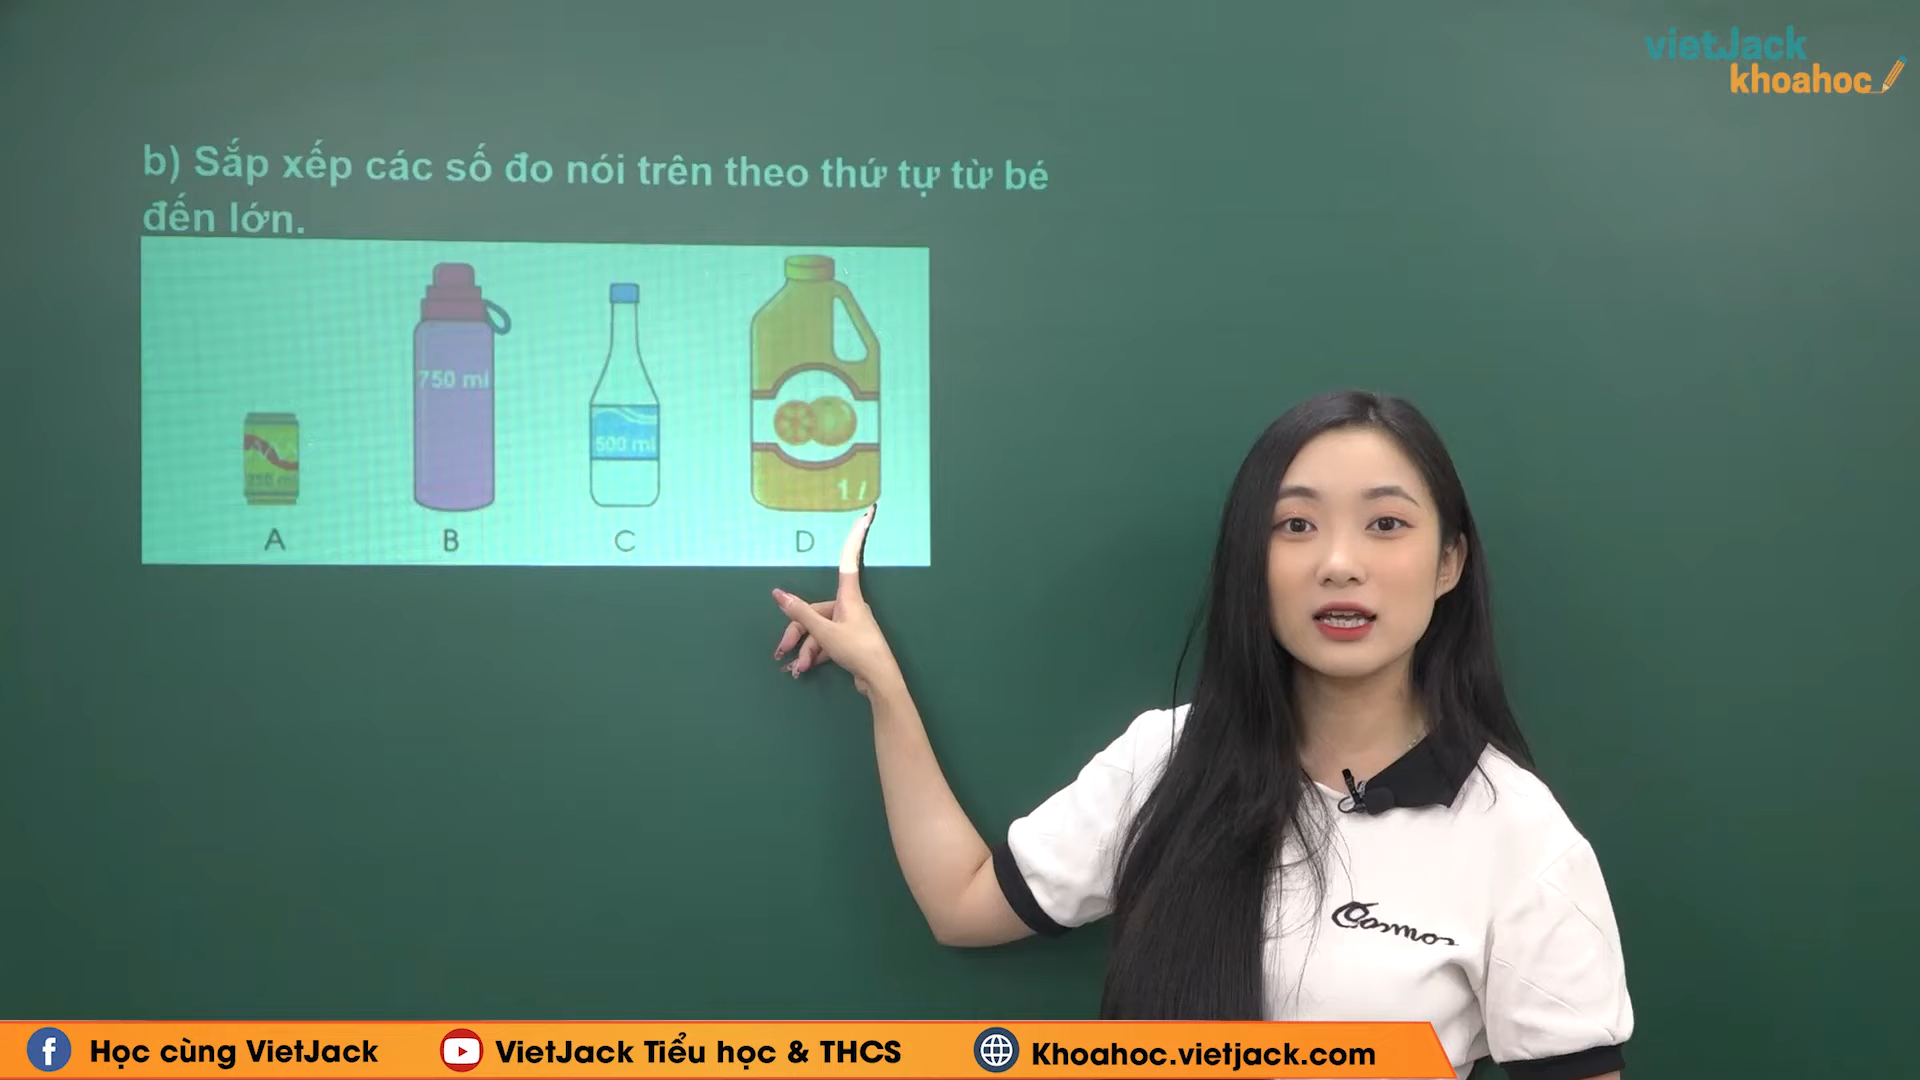 vietJack
khoahoc
b) Sắp xếp các số đo nói trên theo thứ tự từ bé
đến lớn.
750 ml
500 ml
1 l
A B C D
Cosmos
Học cùng VietJack VietJack Tiểu học & THCS Khoahoc.vietjack.com